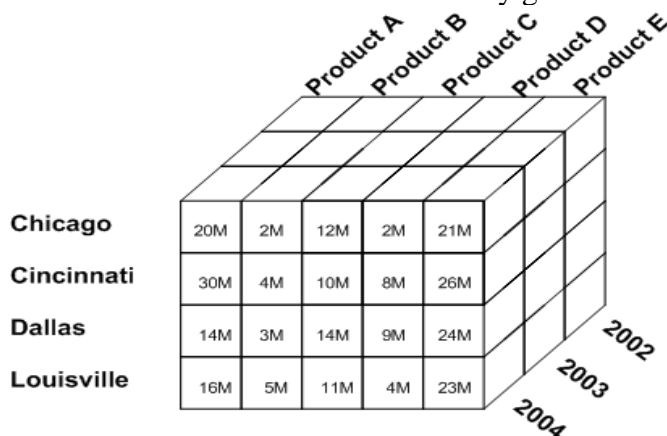 Product A
Product B
Product C
Product D
Product E
Chicago 20M 2M 12M 2M 21M
Cincinnati 30M 4M 10M 8M 26M
Dallas 14M 3M 14M 9M 24M
Louisville 16M 5M 11M 4M 23M
2002
2003
2004